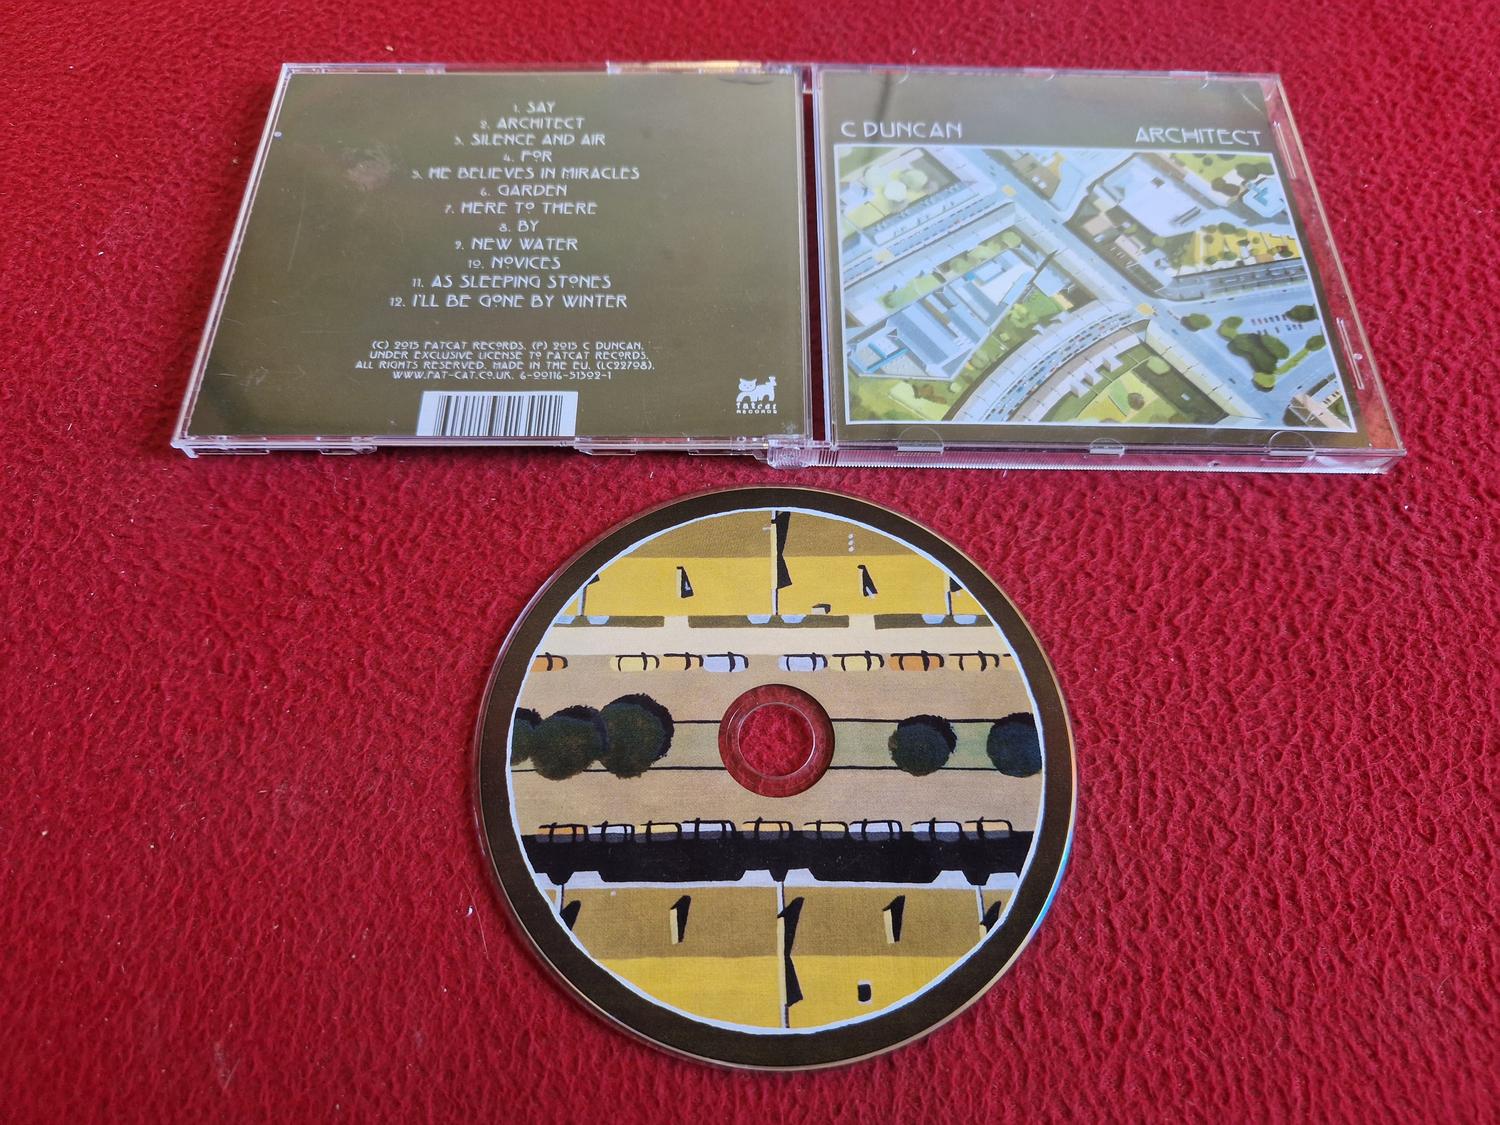 1. SAY
2. ARCHITECT
3. SILENCE AND AIR
4. FOR
5. HE BELIEVES IN MIRACLES
6. GARDEN
7. HERE TO THERE
8. BY
9. NEW WATER
10. NOVICES
11. AS SLEEPING STONES
12. I'LL BE GONE BY WINTER
(C) 2015 FATCAT RECORDS. (P) 2015 C DUNCAN.
UNDER EXCLUSIVE LICENSE TO FATCAT RECORDS.
ALL RIGHTS RESERVED. MADE IN THE EU. (LC22708).
WWW.FAT-CAT.CO.UK. 6-00116-51302-1
fatcat
RECORDS
C DUNCAN
ARCHITECT